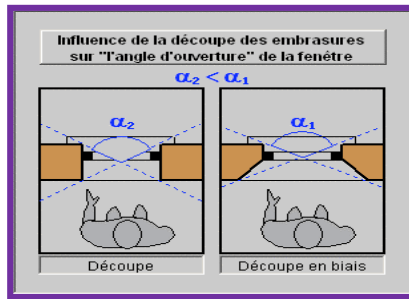 Influence de la découpe des embrasures
sur "l'angle d'ouverture" de la fenêtre
α₂ < α₁
α₂
α₁
Découpe
Découpe en biais